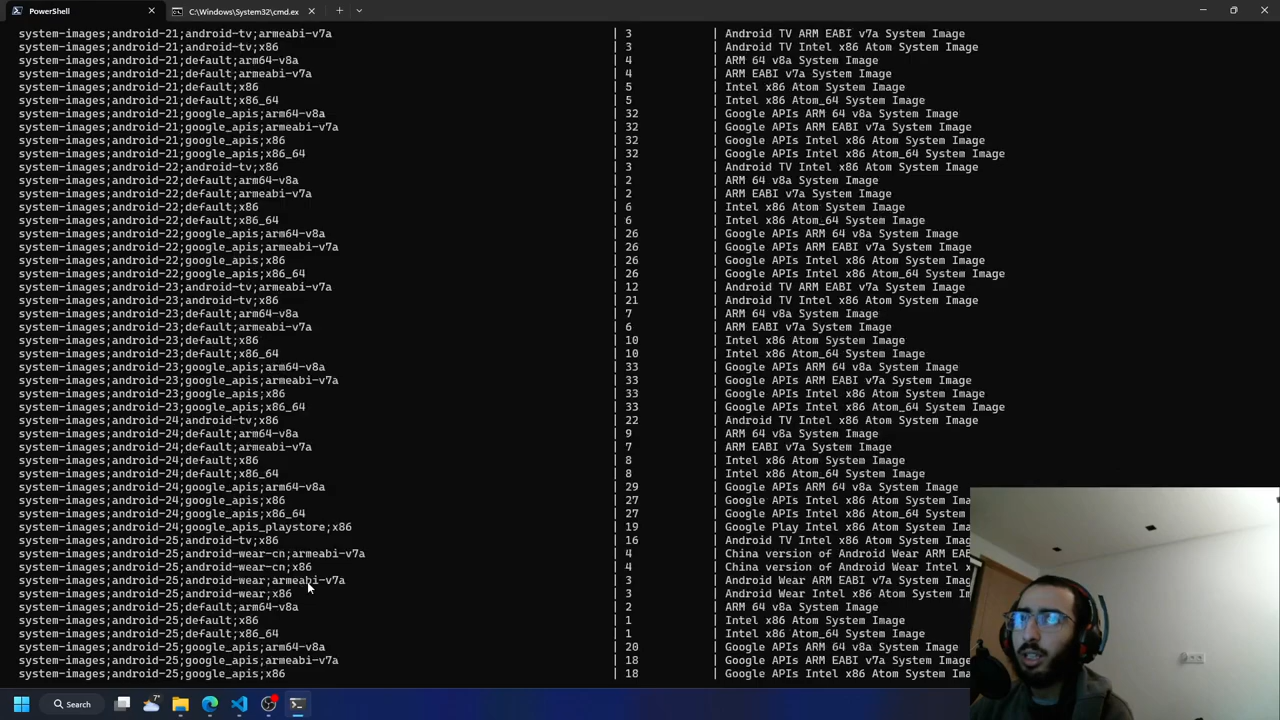 PowerShell
C:\Windows\System32\cmd.ex
system-images;android-21;android-tv;armeabi-v7a | 3 | Android TV ARM EABI v7a System Image
system-images;android-21;android-tv;x86 | 3 | Android TV Intel x86 Atom System Image
system-images;android-21;default;arm64-v8a | 4 | ARM 64 v8a System Image
system-images;android-21;default;armeabi-v7a | 4 | ARM EABI v7a System Image
system-images;android-21;default;x86 | 5 | Intel x86 Atom System Image
system-images;android-21;default;x86_64 | 5 | Intel x86 Atom_64 System Image
system-images;android-21;google_apis;arm64-v8a | 32 | Google APIs ARM 64 v8a System Image
system-images;android-21;google_apis;armeabi-v7a | 32 | Google APIs ARM EABI v7a System Image
system-images;android-21;google_apis;x86 | 32 | Google APIs Intel x86 Atom System Image
system-images;android-21;google_apis;x86_64 | 32 | Google APIs Intel x86 Atom_64 System Image
system-images;android-22;android-tv;x86 | 3 | Android TV Intel x86 Atom System Image
system-images;android-22;default;arm64-v8a | 2 | ARM 64 v8a System Image
system-images;android-22;default;armeabi-v7a | 2 | ARM EABI v7a System Image
system-images;android-22;default;x86 | 6 | Intel x86 Atom System Image
system-images;android-22;default;x86_64 | 6 | Intel x86 Atom_64 System Image
system-images;android-22;google_apis;arm64-v8a | 26 | Google APIs ARM 64 v8a System Image
system-images;android-22;google_apis;armeabi-v7a | 26 | Google APIs ARM EABI v7a System Image
system-images;android-22;google_apis;x86 | 26 | Google APIs Intel x86 Atom System Image
system-images;android-22;google_apis;x86_64 | 26 | Google APIs Intel x86 Atom_64 System Image
system-images;android-23;android-tv;armeabi-v7a | 12 | Android TV ARM EABI v7a System Image
system-images;android-23;android-tv;x86 | 21 | Android TV Intel x86 Atom System Image
system-images;android-23;default;arm64-v8a | 7 | ARM 64 v8a System Image
system-images;android-23;default;armeabi-v7a | 6 | ARM EABI v7a System Image
system-images;android-23;default;x86 | 10 | Intel x86 Atom System Image
system-images;android-23;default;x86_64 | 10 | Intel x86 Atom_64 System Image
system-images;android-23;google_apis;arm64-v8a | 33 | Google APIs ARM 64 v8a System Image
system-images;android-23;google_apis;armeabi-v7a | 33 | Google APIs ARM EABI v7a System Image
system-images;android-23;google_apis;x86 | 33 | Google APIs Intel x86 Atom System Image
system-images;android-23;google_apis;x86_64 | 33 | Google APIs Intel x86 Atom_64 System Image
system-images;android-24;android-tv;x86 | 22 | Android TV Intel x86 Atom System Image
system-images;android-24;default;arm64-v8a | 9 | ARM 64 v8a System Image
system-images;android-24;default;armeabi-v7a | 7 | ARM EABI v7a System Image
system-images;android-24;default;x86 | 8 | Intel x86 Atom System Image
system-images;android-24;default;x86_64 | 8 | Intel x86 Atom_64 System Image
system-images;android-24;google_apis;arm64-v8a | 29 | Google APIs ARM 64 v8a System Image
system-images;android-24;google_apis;x86 | 27 | Google APIs Intel x86 Atom System
system-images;android-24;google_apis;x86_64 | 27 | Google APIs Intel x86 Atom_64
system-images;android-24;google_apis_playstore;x86 | 19 | Google Play Intel x86 Atom
system-images;android-25;android-tv;x86 | 16 | Android TV Intel x86 Atom
system-images;android-25;android-wear-cn;armeabi-v7a | 4 | China version of Android Wear ARM
system-images;android-25;android-wear-cn;x86 | 4 | China version of Android Wear Intel
system-images;android-25;android-wear;armeabi-v7a | 3 | Android Wear ARM EABI v7a
system-images;android-25;android-wear;x86 | 3 | Android Wear Intel x86 Atom
system-images;android-25;default;arm64-v8a | 2 | ARM 64 v8a System Image
system-images;android-25;default;x86 | 1 | Intel x86 Atom System Image
system-images;android-25;default;x86_64 | 1 | Intel x86 Atom_64 System Image
system-images;android-25;google_apis;arm64-v8a | 20 | Google APIs ARM 64 v8a System Image
system-images;android-25;google_apis;armeabi-v7a | 18 | Google APIs ARM EABI v7a System
system-images;android-25;google_apis;x86 | 18 | Google APIs Intel x86 Atom
7°
Search